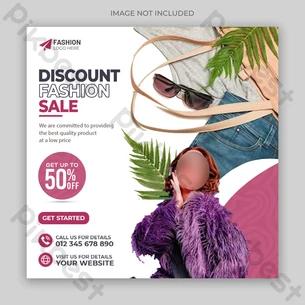 IMAGE NOT INCLUDED
FASHION
LOGO HERE
DISCOUNT
FASHION
SALE
We are committed to providing
the best quality product
at a low price
GET UP TO
50%
OFF
GET STARTED
CALL US FOR DETAILS
012 345 678 890
VISIT US FOR DETAILS
YOUR WEBSITE